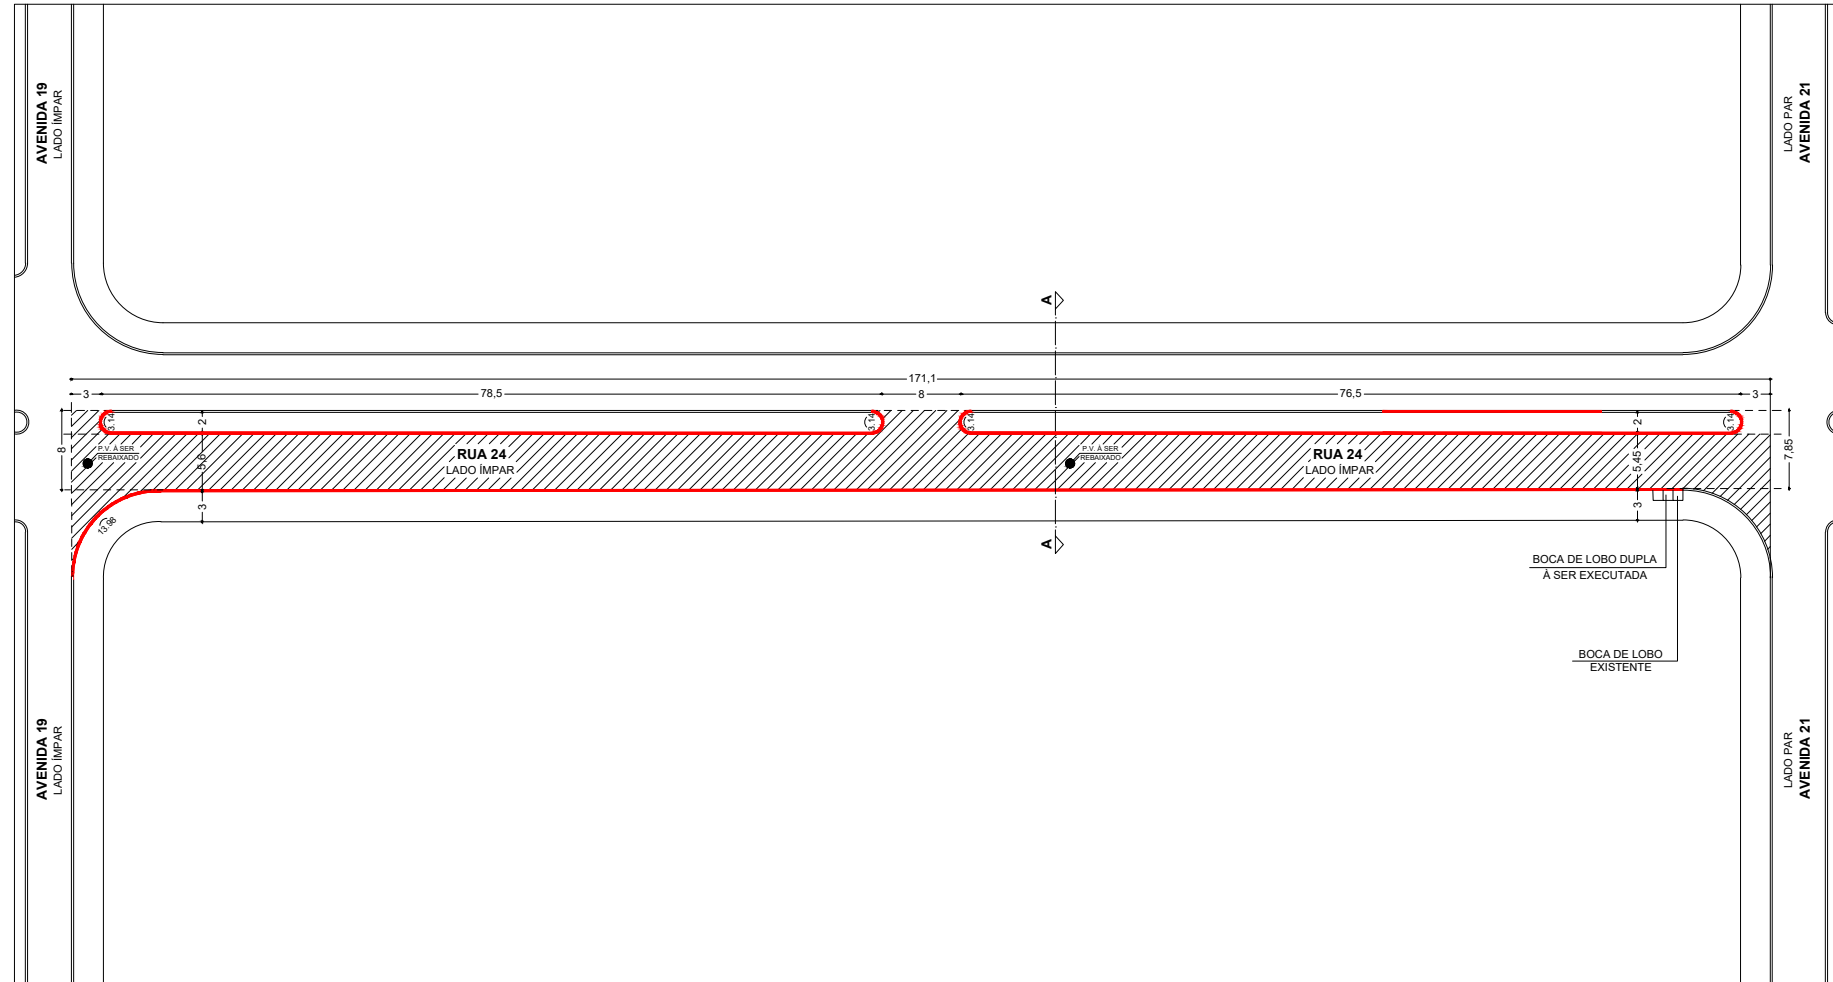 AVENIDA 19
LADO ÍMPAR
LADO PAR
AVENIDA 21
A
171,1
3
78,5
8
76,5
3
3.14
2
3.14
3.14
2
3.14
8
P.V. À SER
REBAIXADO
5,6
RUA 24
LADO ÍMPAR
P.V. À SER
REBAIXADO
RUA 24
LADO ÍMPAR
5,45
7,85
3
3
13.98
A
BOCA DE LOBO DUPLA
À SER EXECUTADA
BOCA DE LOBO
EXISTENTE
AVENIDA 19
LADO ÍMPAR
LADO PAR
AVENIDA 21